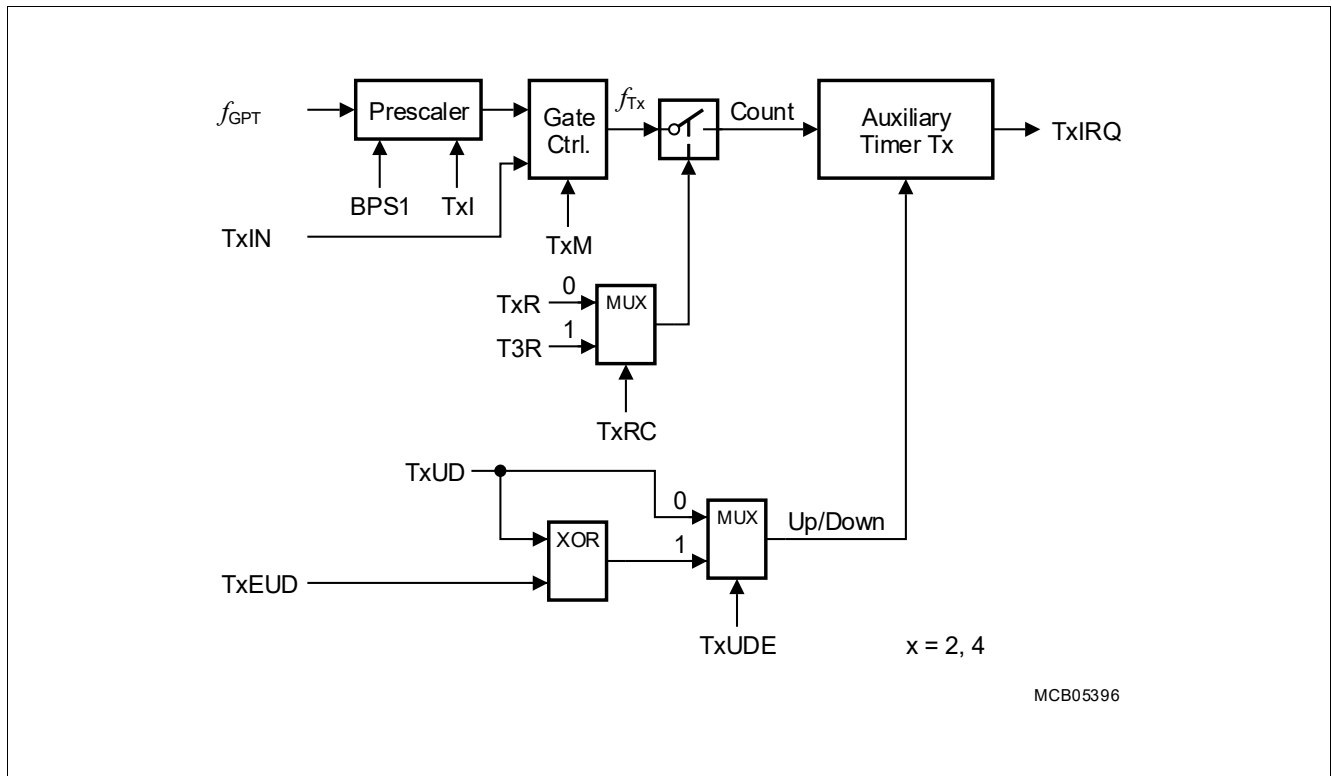 fGPT
Prescaler
Gate
Ctrl.
fTx
Count
Auxiliary
Timer Tx
TxIRQ
BPS1
TxI
TxIN
TxM
TxR
0
MUX
T3R
1
TxRC
TxUD
0
MUX
Up/Down
XOR
1
TxEUD
TxUDE
x = 2, 4
MCB05396